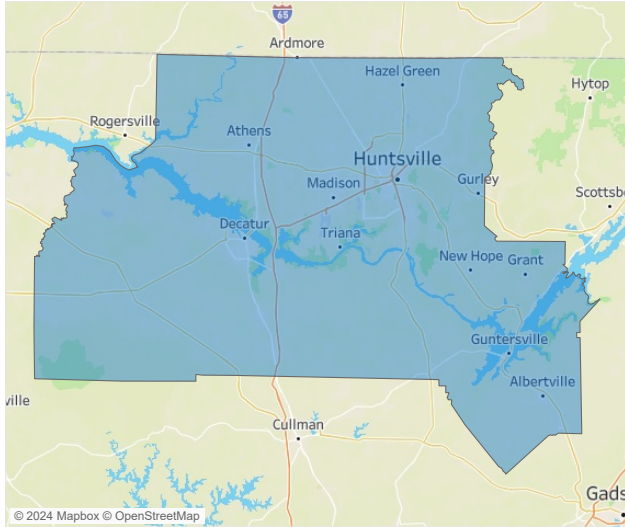 65
Ardmore
Hazel Green
Hytop
Rogersville
Athens
Huntsville
Madison
Gurley
Scottsb
Decatur
Triana
New Hope
Grant
Guntersville
Albertville
ville
Cullman
Gads
© 2024 Mapbox © OpenStreetMap